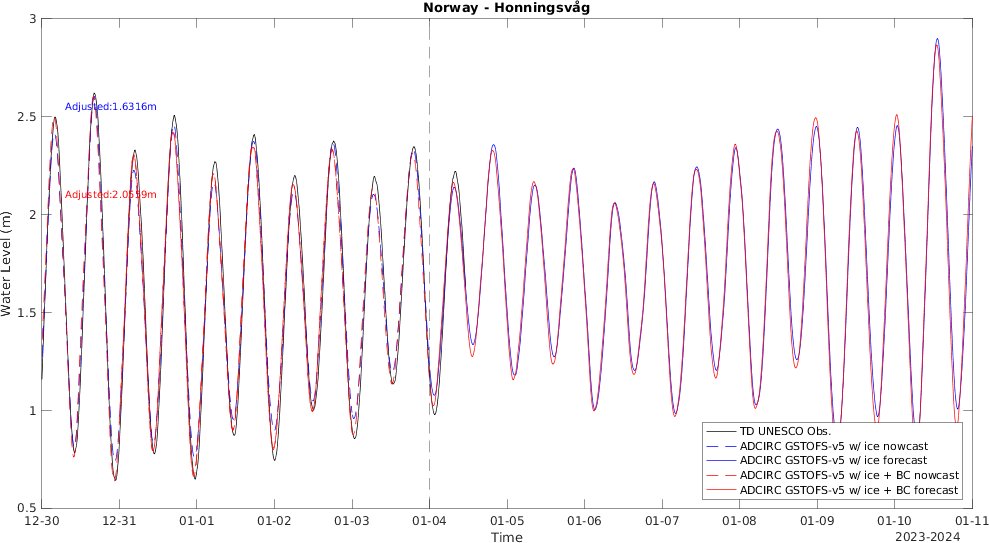 Norway - Honningsvåg
3
2.5
2
1.5
1
0.5
Water Level (m)
Adjusted:1.6316m
Adjusted:2.0559m
TD UNESCO Obs.
ADCIRC GSTOFS-v5 w/ ice nowcast
ADCIRC GSTOFS-v5 w/ ice forecast
ADCIRC GSTOFS-v5 w/ ice + BC nowcast
ADCIRC GSTOFS-v5 w/ ice + BC forecast
12-30 12-31 01-01 01-02 01-03 01-04 01-05 01-06 01-07 01-08 01-09 01-10 01-11
Time
2023-2024